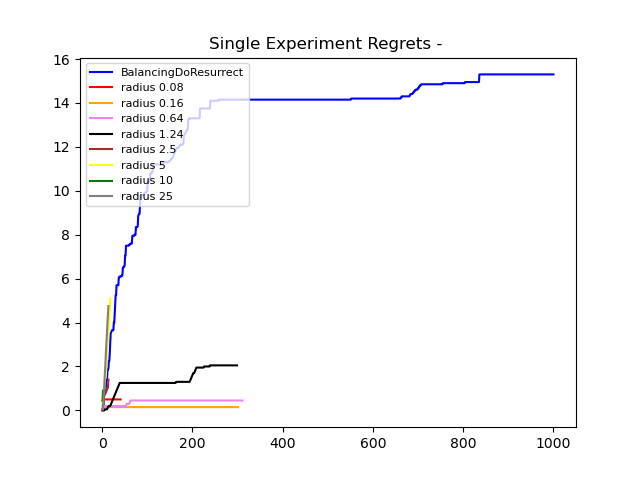 Single Experiment Regrets -
16
14
12
10
8
6
4
2
0
BalancingDoResurrect
radius 0.08
radius 0.16
radius 0.64
radius 1.24
radius 2.5
radius 5
radius 10
radius 25
0 200 400 600 800 1000